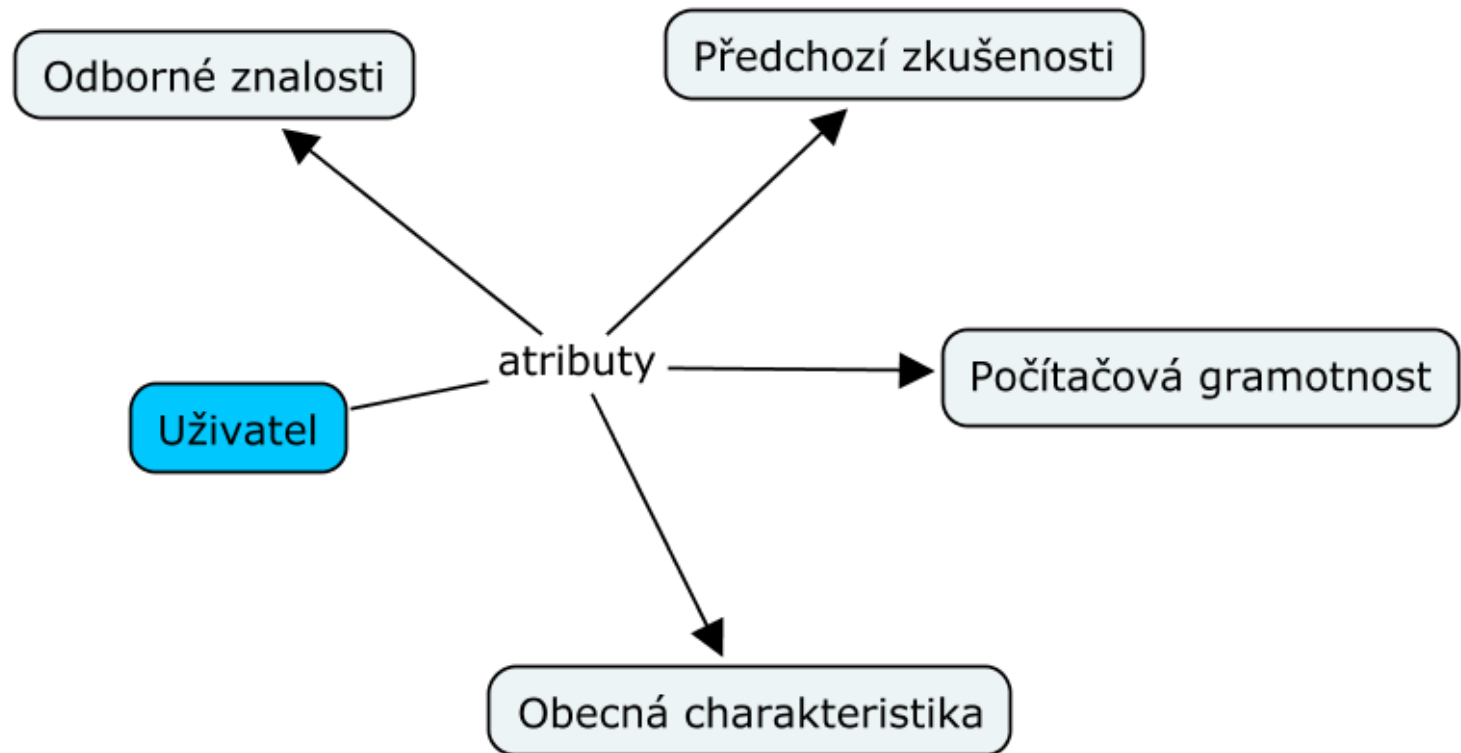 Předchozí zkušenosti
Odborné znalosti
atributy
Počítačová gramotnost
Uživatel
Obecná charakteristika